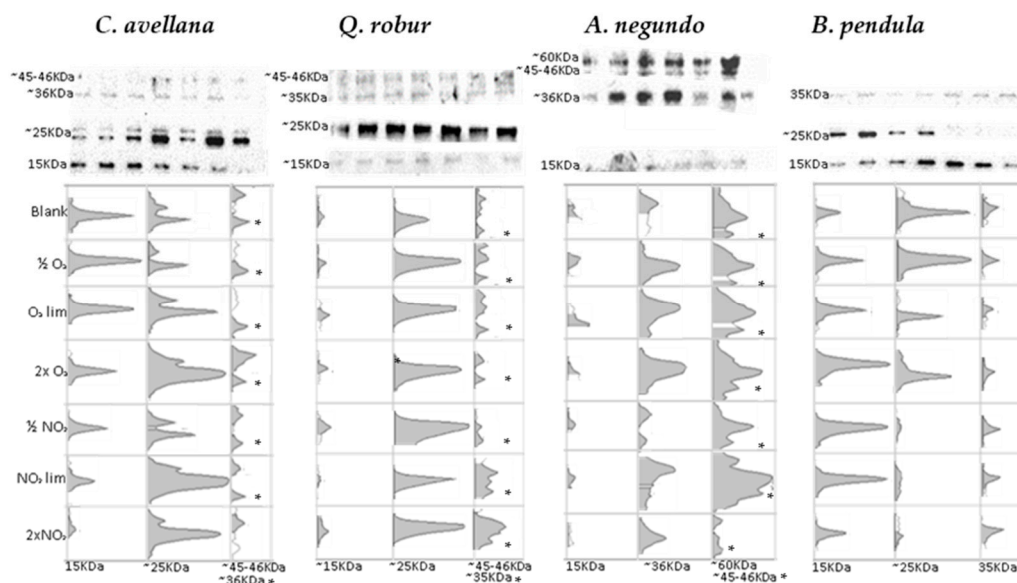 C. avellana
Q. robur
A. negundo
B. pendula
~45-46KDa
~36KDa
~25KDa
15KDa
~45-46KDa
~35KDa
~25KDa
~15KDa
~60KDa
~45-46KDa
~36KDa
15KDa
35KDa
~25KDa
15KDa
Blank
½ O₃
O₃ lim
2x O₃
½ NO₂
NO₂ lim
2xNO₂
15KDa
~25KDa
~45-46KDa
~36KDa *
15KDa
~25KDa
~45-46KDa
~35KDa *
15KDa
~36KDa
~60KDa
~45-46KDa *
15KDa
~25KDa
35KDa